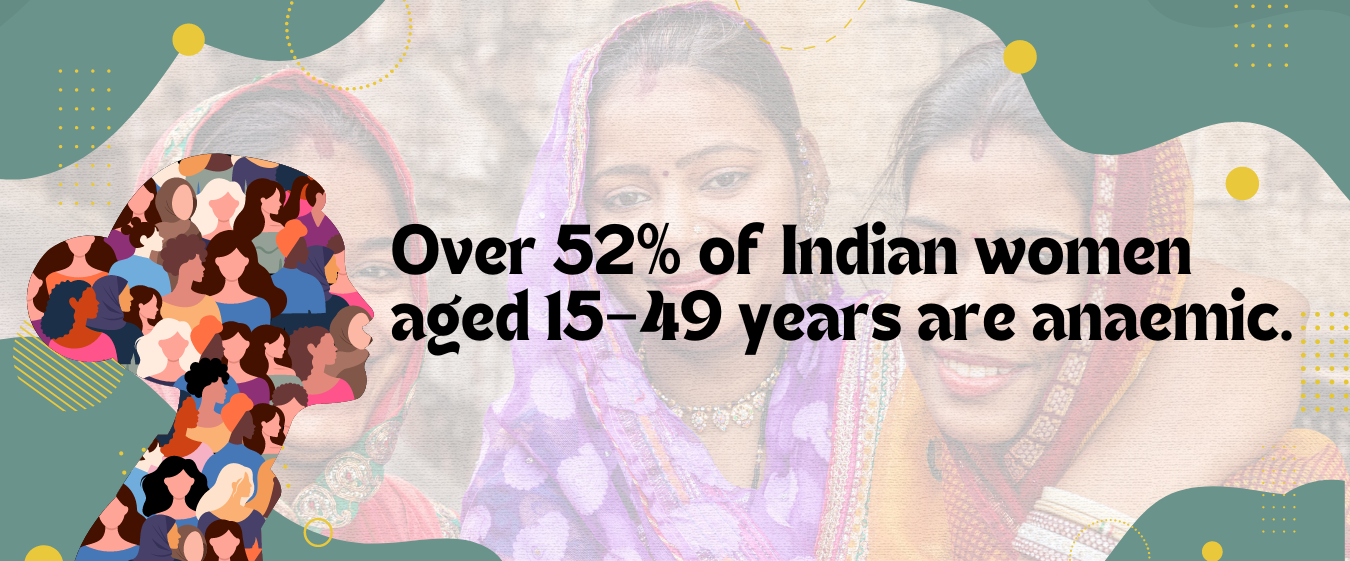 Over 52% of Indian women
aged 15–49 years are anaemic.